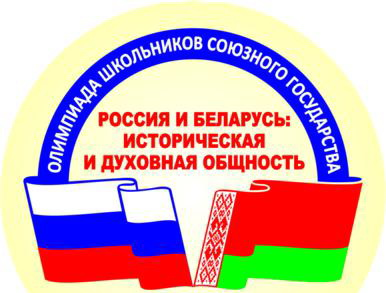 ОЛИМПИАДА ШКОЛЬНИКОВ СОЮЗНОГО ГОСУДАРСТВА
РОССИЯ И БЕЛАРУСЬ:
ИСТОРИЧЕСКАЯ
И ДУХОВНАЯ ОБЩНОСТЬ